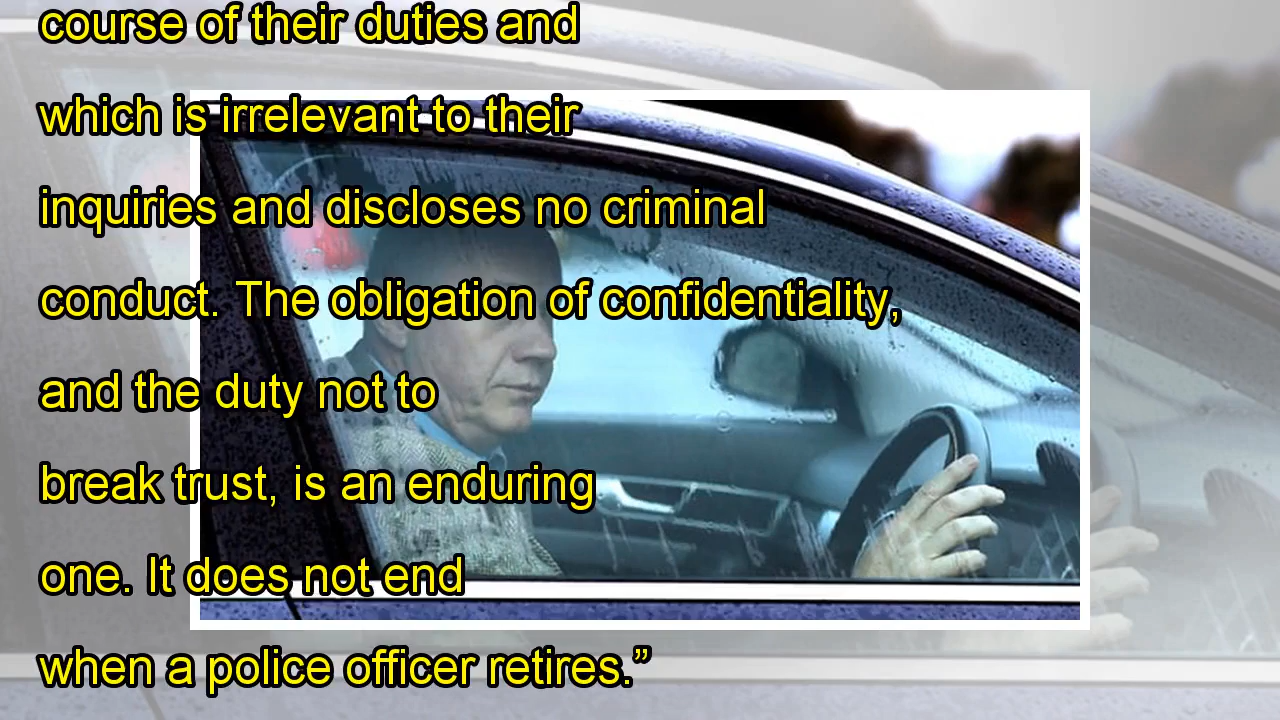 course of their duties and
which is irrelevant to their
inquiries and discloses no criminal
conduct. The obligation of confidentiality,
and the duty not to
break trust, is an enduring
one. It does not end
when a police officer retires.”